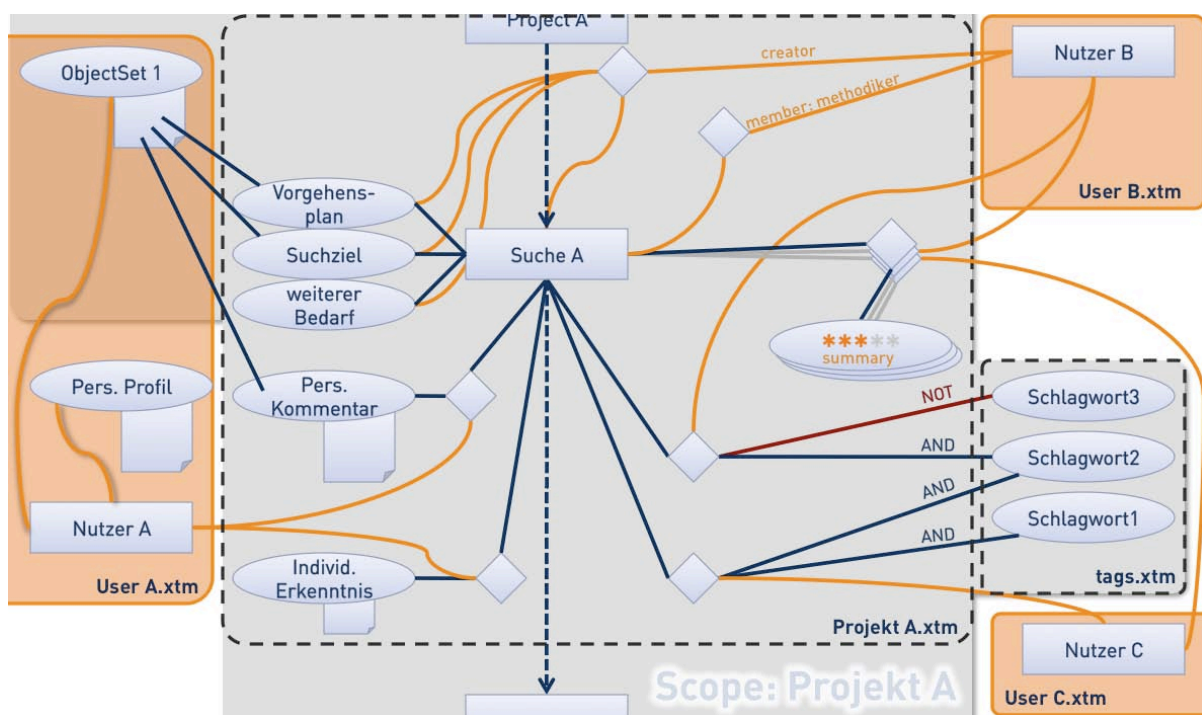 Project A
ObjectSet 1
creator
Nutzer B
member: methodiker
User B.xtm
Vorgehens-
plan
Suchziel
Suche A
weiterer
Bedarf
*****
summary
Pers. Profil
Pers.
Kommentar
NOT
Schlagwort3
AND
Schlagwort2
AND
Schlagwort1
AND
Nutzer A
Individ.
Erkenntnis
tags.xtm
User A.xtm
Projekt A.xtm
Nutzer C
Scope: Projekt A
User C.xtm